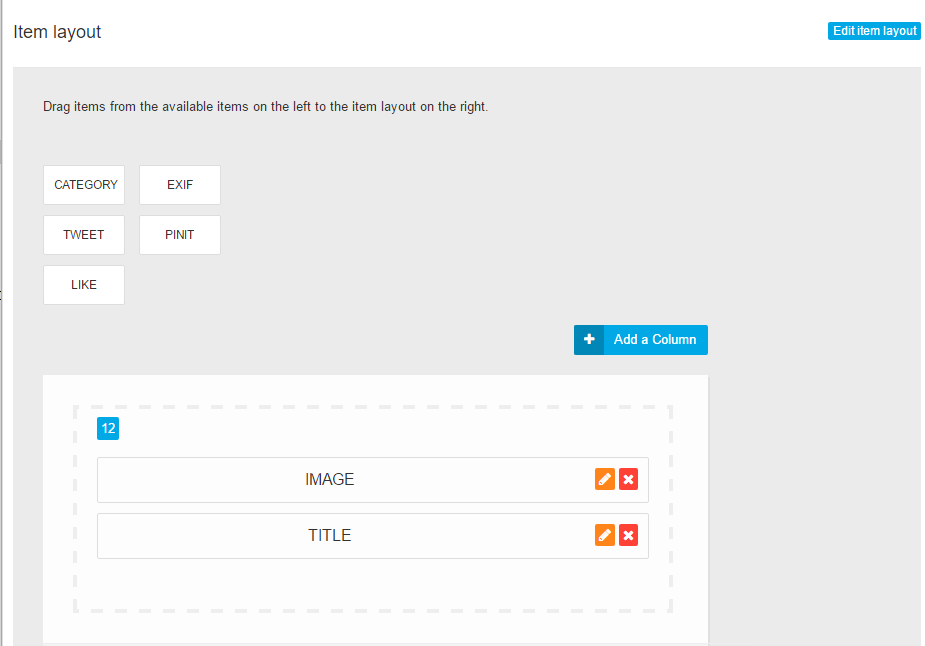 Item layout
Edit item layout
Drag items from the available items on the left to the item layout on the right.
CATEGORY
EXIF
TWEET
PINIT
LIKE
Add a Column
12
IMAGE
TITLE